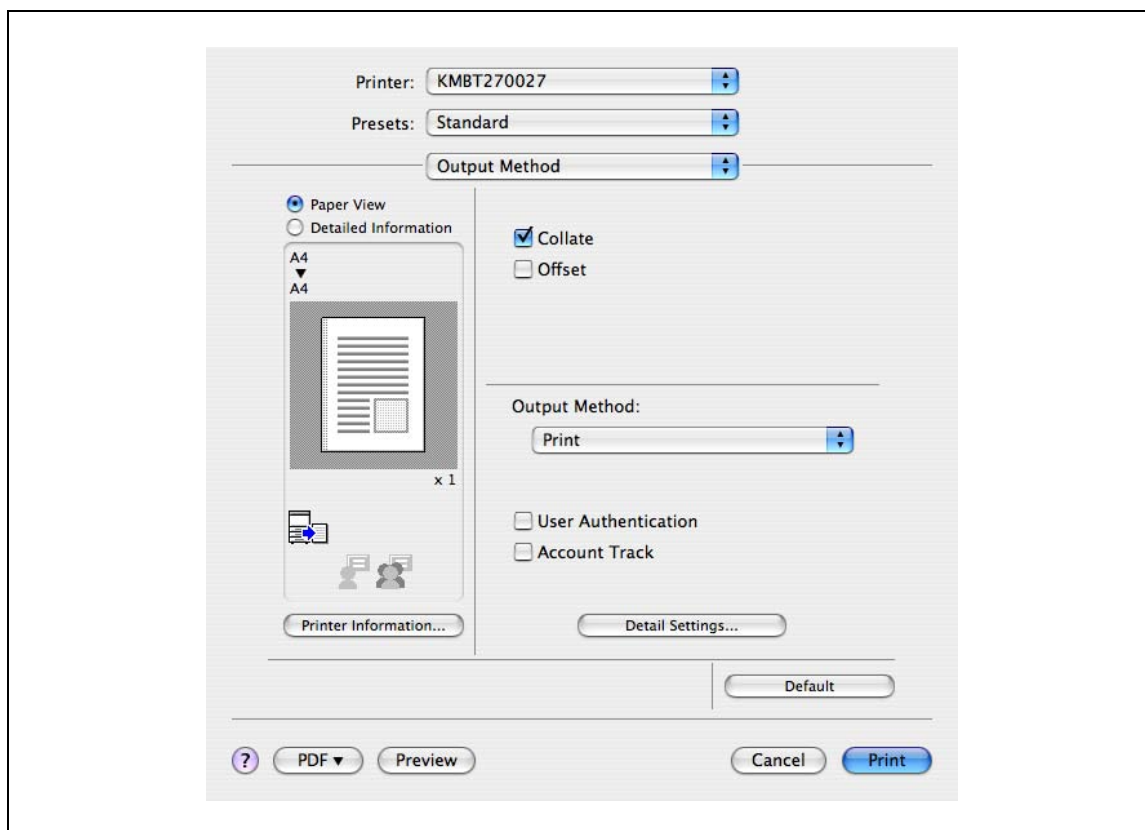 Printer: KMBT270027
Presets: Standard
Output Method
Paper View
Detailed Information
A4
A4
x 1
Printer Information...
Collate
Offset
Output Method:
Print
User Authentication
Account Track
Detail Settings...
Default
? PDF▼ Preview Cancel Print